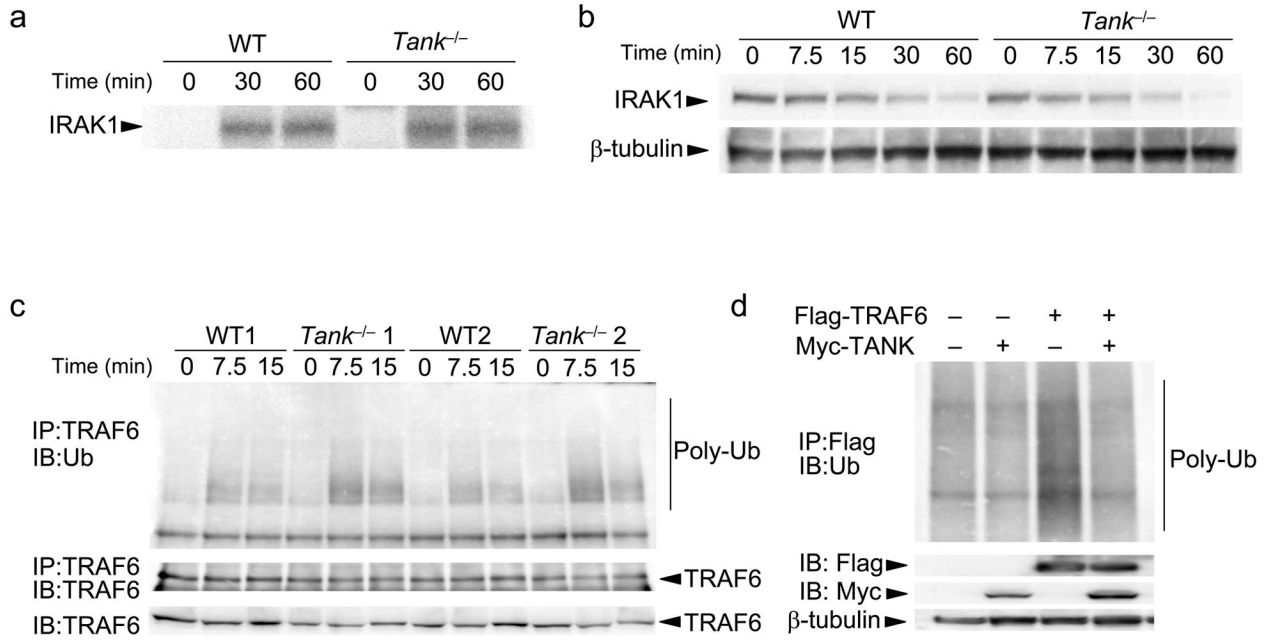 a
WT Tank–/–
Time (min) 0 30 60 0 30 60
IRAK1
b
WT Tank–/–
Time (min) 0 7.5 15 30 60 0 7.5 15 30 60
IRAK1
β-tubulin
c
WT1 Tank–/– 1 WT2 Tank–/– 2
Time (min) 0 7.5 15 0 7.5 15 0 7.5 15 0 7.5 15
IP:TRAF6
IB:Ub
Poly-Ub
IP:TRAF6
IB:TRAF6
TRAF6
IB:TRAF6
TRAF6
d
Flag-TRAF6 – – + +
Myc-TANK – + – +
IP:Flag
IB:Ub
Poly-Ub
IB: Flag
IB: Myc
β-tubulin